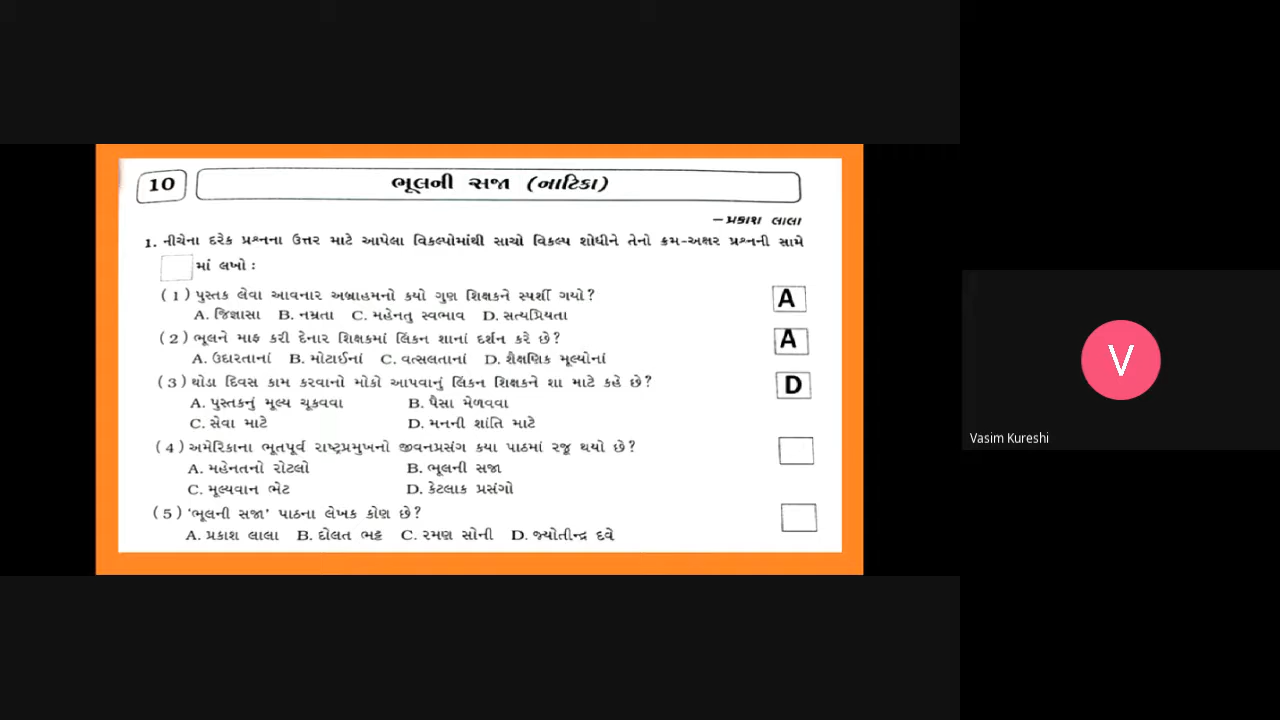 10
ભૂલની સજા (નાટિકા)
–પ્રકાશ લાલા
1. નીચેના દરેક પ્રશ્નના ઉત્તર માટે આપેલા વિકલ્પોમાંથી સાચો વિકલ્પ શોધીને તેનો ક્રમ-અક્ષર પ્રશ્નની સામે
માં લખો :
(1) પુસ્તક લેવા આવનાર અબ્રાહમનો કયો ગુણ શિક્ષકને સ્પર્શી ગયો? A
A. જિજ્ઞાસા B. નમ્રતા C. મહેનતુ સ્વભાવ D. સત્યપ્રિયતા
(2) ભૂલને માફ કરી દેનાર શિક્ષકમાં લિંકન શાનાં દર્શન કરે છે? A
A. ઉદારતાનાં B. મોટાઈનાં C. વત્સલતાનાં D. શૈક્ષણિક મૂલ્યોનાં
(3) થોડા દિવસ કામ કરવાનો મોકો આપવાનું લિંકન શિક્ષકને શા માટે કહે છે? D
A. પુસ્તકનું મૂલ્ય ચૂકવવા B. પૈસા મેળવવા
C. સેવા માટે D. મનની શાંતિ માટે
(4) અમેરિકાના ભૂતપૂર્વ રાષ્ટ્રપ્રમુખનો જીવનપ્રસંગ કયા પાઠમાં રજૂ થયો છે?
A. મહેનતનો રોટલો B. ભૂલની સજા
C. મૂલ્યવાન ભેટ D. કેટલાક પ્રસંગો
(5) 'ભૂલની સજા' પાઠના લેખક કોણ છે?
A. પ્રકાશ લાલા B. દોલત ભટ્ટ C. રમણ સોની D. જ્યોતીન્દ્ર દવે
V
Vasim Kureshi